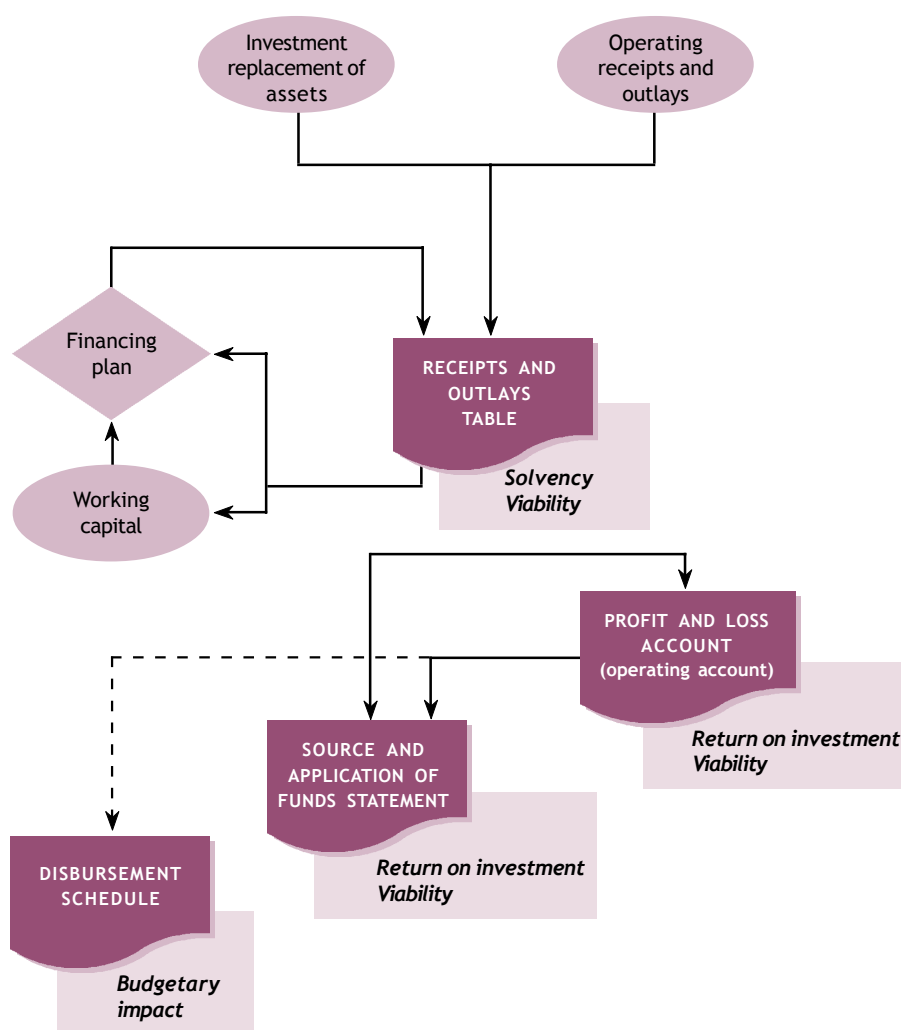 Investment
replacement of
assets
Operating
receipts and
outlays
Financing
plan
RECEIPTS AND
OUTLAYS
TABLE
Solvency
Viability
Working
capital
PROFIT AND LOSS
ACCOUNT
(operating account)
Return on investment
Viability
SOURCE AND
APPLICATION OF
FUNDS STATEMENT
Return on investment
Viability
DISBURSEMENT
SCHEDULE
Budgetary
impact